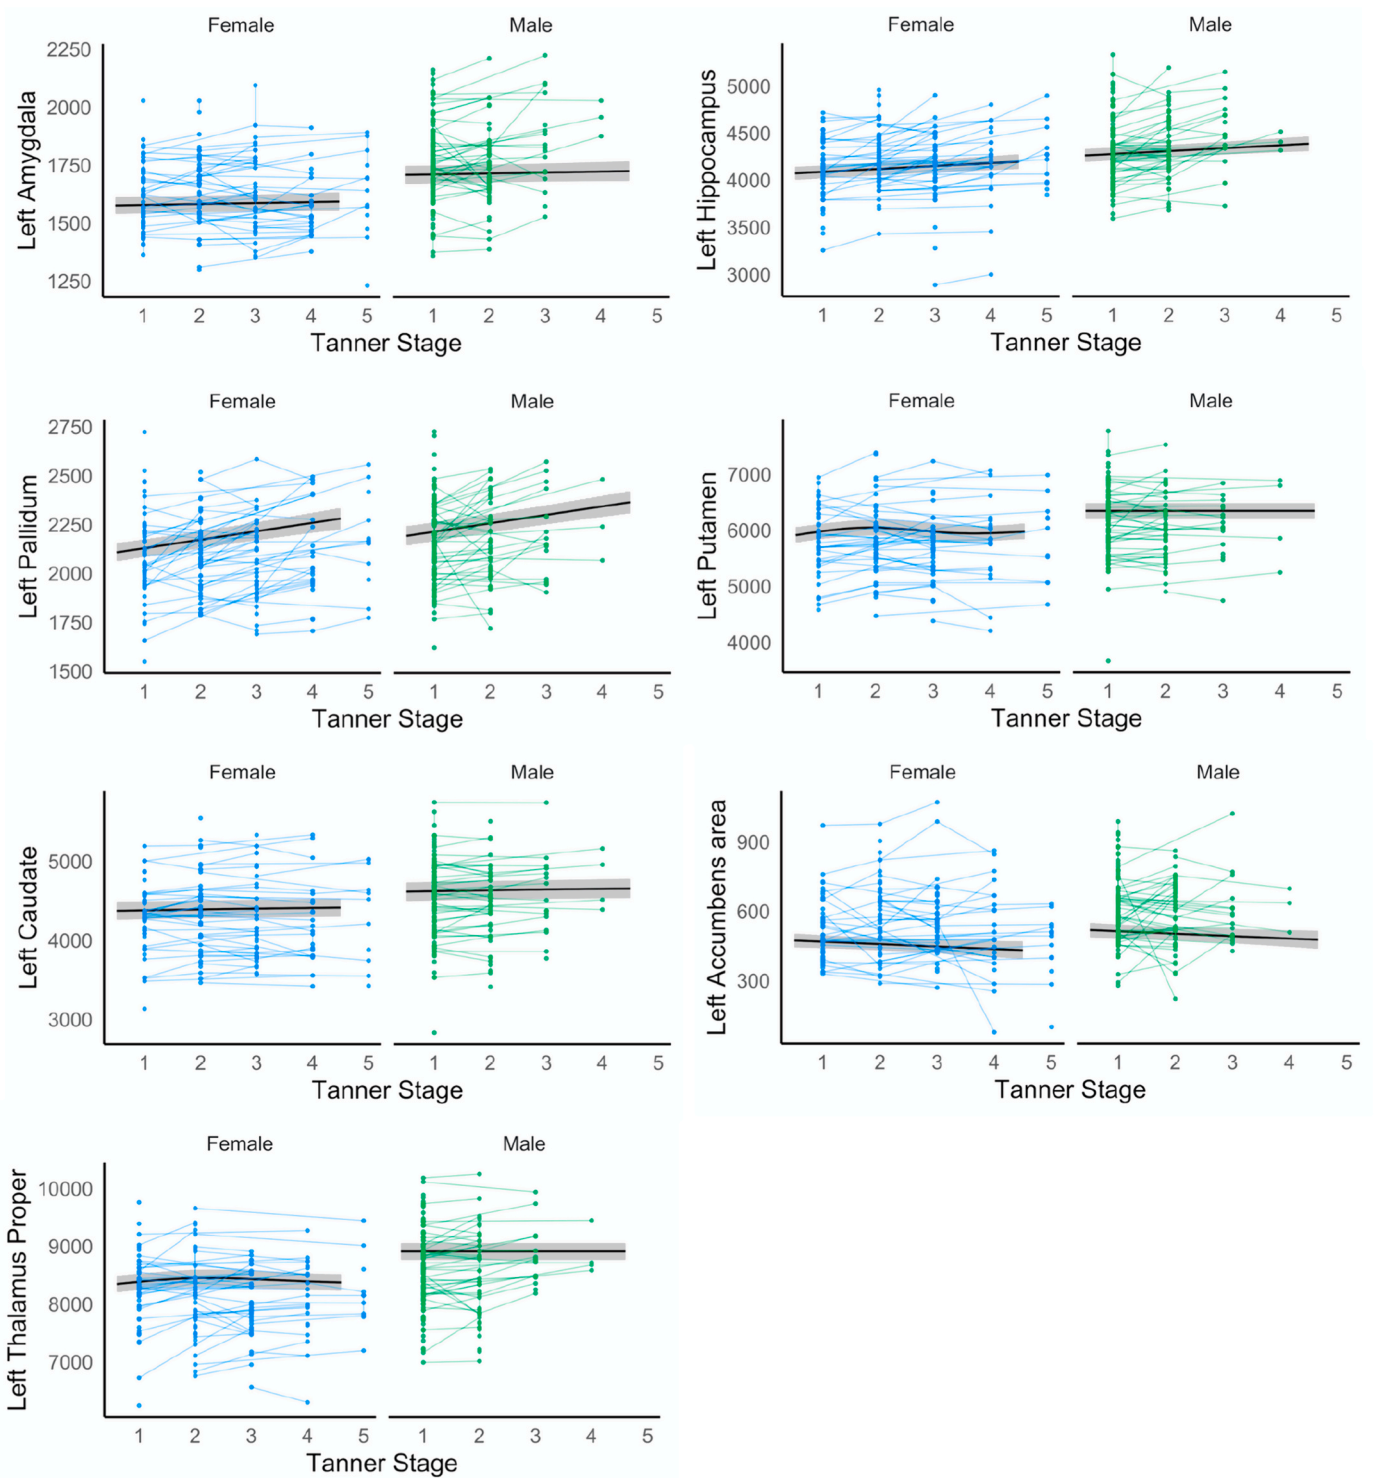 Female Male
Left Amygdala
2250
2000
1750
1500
1250
1 2 3 4 5 1 2 3 4 5
Tanner Stage
Female Male
Left Hippocampus
5000
4500
4000
3500
3000
1 2 3 4 5 1 2 3 4 5
Tanner Stage
Female Male
Left Pallidum
2750
2500
2250
2000
1750
1500
1 2 3 4 5 1 2 3 4 5
Tanner Stage
Female Male
Left Putamen
7000
6000
5000
4000
1 2 3 4 5 1 2 3 4 5
Tanner Stage
Female Male
Left Caudate
5000
4000
3000
1 2 3 4 5 1 2 3 4 5
Tanner Stage
Female Male
Left Accumbens area
900
600
300
1 2 3 4 5 1 2 3 4 5
Tanner Stage
Female Male
Left Thalamus Proper
10000
9000
8000
7000
1 2 3 4 5 1 2 3 4 5
Tanner Stage